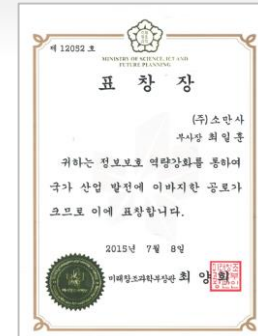 제 12052 호
MINISTRY OF SCIENCE, ICT AND
FUTURE PLANNING
표 창 장
(주)소만사
부사장 최일훈
귀하는 정보보호 역량강화를 통하여
국가 산업 발전에 이바지한 공로가
크므로 이에 표창합니다.
2015년 7월 8일
미래창조과학부장관 최 양 희